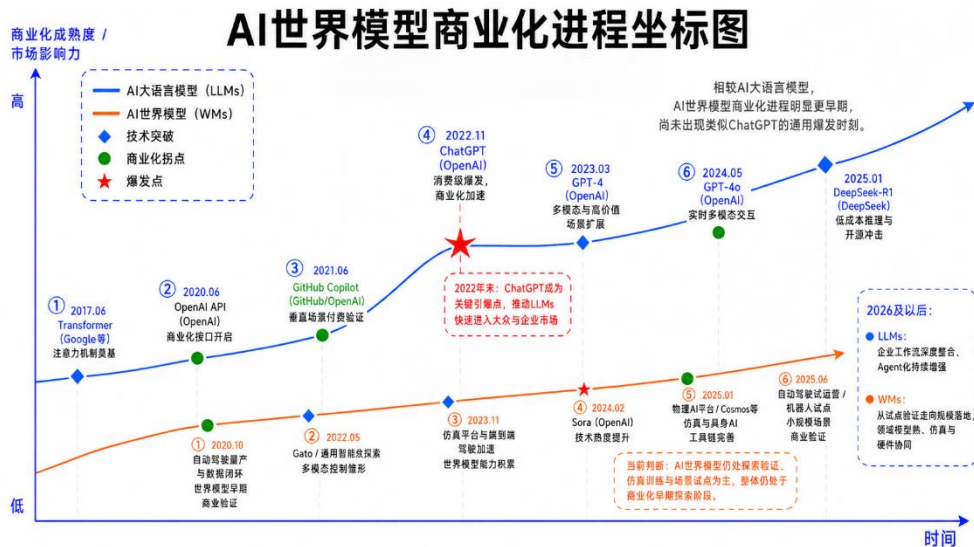 AI世界模型商业化进程坐标图
商业化成熟度 /
市场影响力
高
AI大语言模型（LLMs）
AI世界模型（WMs）
技术突破
商业化拐点
爆发点
相较AI大语言模型，
AI世界模型商业化进程明显更早期，
尚未出现类似ChatGPT的通用爆发时刻。
① 2017.06
Transformer
(Google等)
注意力机制奠基
② 2020.06
OpenAI API
(OpenAI)
商业化接口开启
③ 2021.06
GitHub Copilot
(GitHub/OpenAI)
垂直场景付费验证
④ 2022.11
ChatGPT
(OpenAI)
消费级爆发，
商业化加速
⑤ 2023.03
GPT-4
(OpenAI)
多模态与高价值
场景扩展
⑥ 2024.05
GPT-4o
(OpenAI)
实时多模态交互
2025.01
DeepSeek-R1
(DeepSeek)
低成本推理与
开源冲击
2022年末：ChatGPT成为
关键引爆点，推动LLMs
快速进入大众与企业市场
① 2020.10
自动驾驶量产
与数据闭环
世界模型早期
商业验证
② 2022.05
Gato / 通用智能体探索
多模态控制雏形
③ 2023.11
仿真平台与端到端
驾驶加速
世界模型能力积累
④ 2024.02
Sora (OpenAI)
技术热度提升
⑤ 2025.01
物理AI平台 / Cosmos等
仿真与具身AI
工具链完善
⑥ 2025.06
自动驾驶试运营 /
机器人试点
小规模场景
商业验证
当前判断：AI世界模型仍处探索验证、
仿真训练与场景试点为主，整体仍处于
商业化早期探索阶段。
2026及以后：
LLMs：
企业工作流深度整合、
Agent化持续增强
WMs：
从试点验证走向规模落地，
领域模型热、仿真与
硬件协同
低
时间